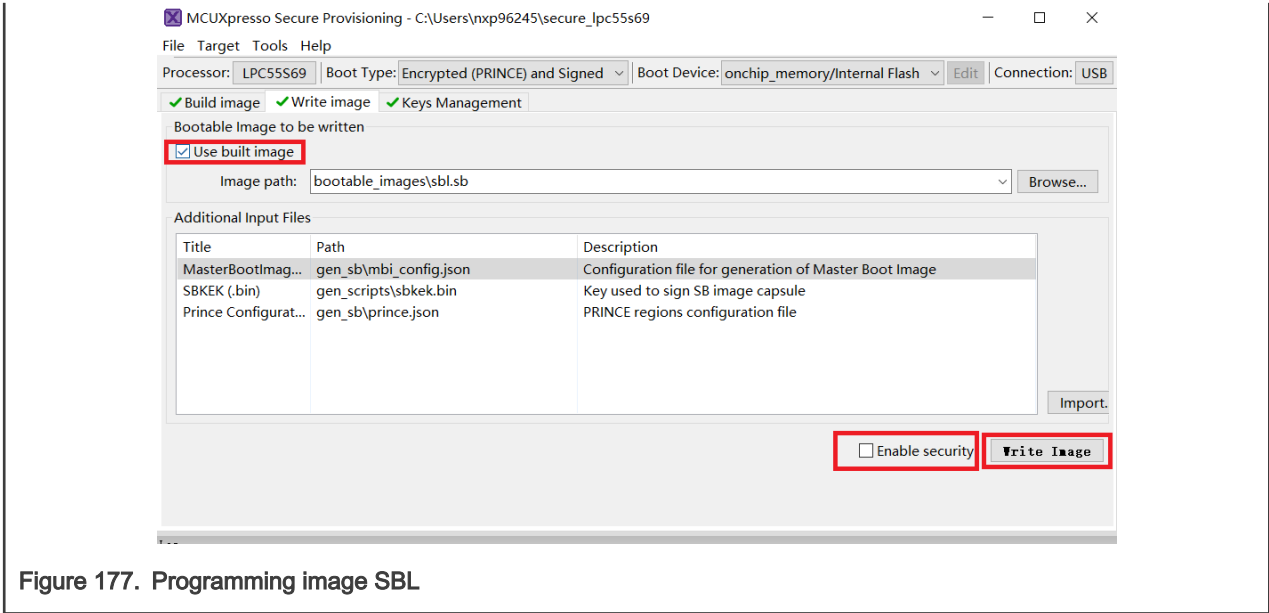 MCUXpresso Secure Provisioning - C:\Users\nxp96245\secure_lpc55s69
File Target Tools Help
Processor: LPC55S69 Boot Type: Encrypted (PRINCE) and Signed Boot Device: onchip_memory/Internal Flash Edit Connection: USB
Build image Write image Keys Management
Bootable Image to be written
Use built image
Image path: bootable_images\sbl.sb Browse...
Additional Input Files
Title Path Description
MasterBootImag... gen_sb\mbi_config.json Configuration file for generation of Master Boot Image
SBKEK (.bin) gen_scripts\sbkek.bin Key used to sign SB image capsule
Prince Configurat... gen_sb\prince.json PRINCE regions configuration file
Import.
Enable security Write Image
Figure 177. Programming image SBL